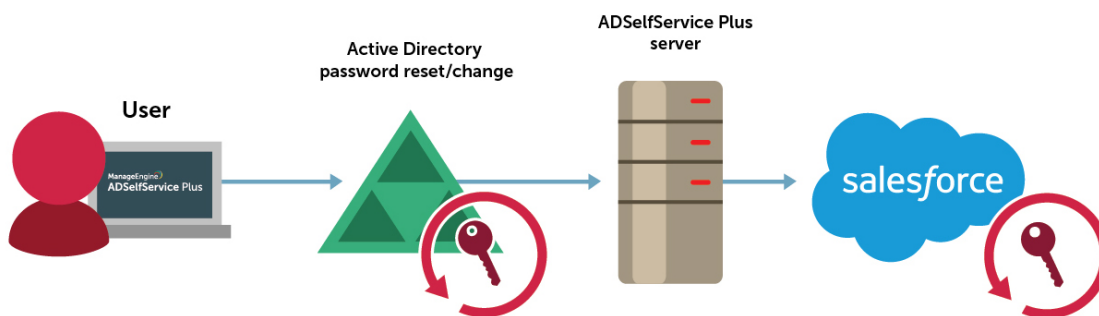 User
ManageEngine
ADSelfService Plus
Active Directory
password reset/change
ADSelfService Plus
server
salesforce